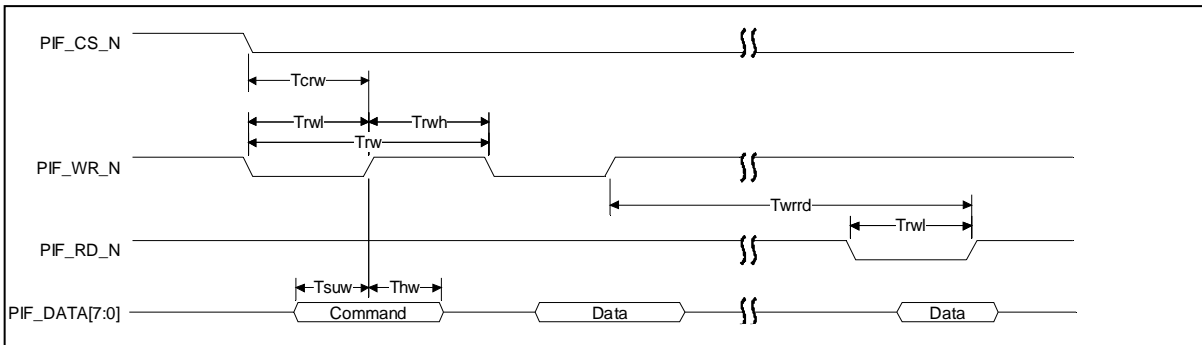 PIF_CS_N
Tcrw
Trwl
Trwh
Trw
PIF_WR_N
Twrrd
Trwl
PIF_RD_N
Tsuw
Thw
PIF_DATA[7:0]
Command
Data
Data